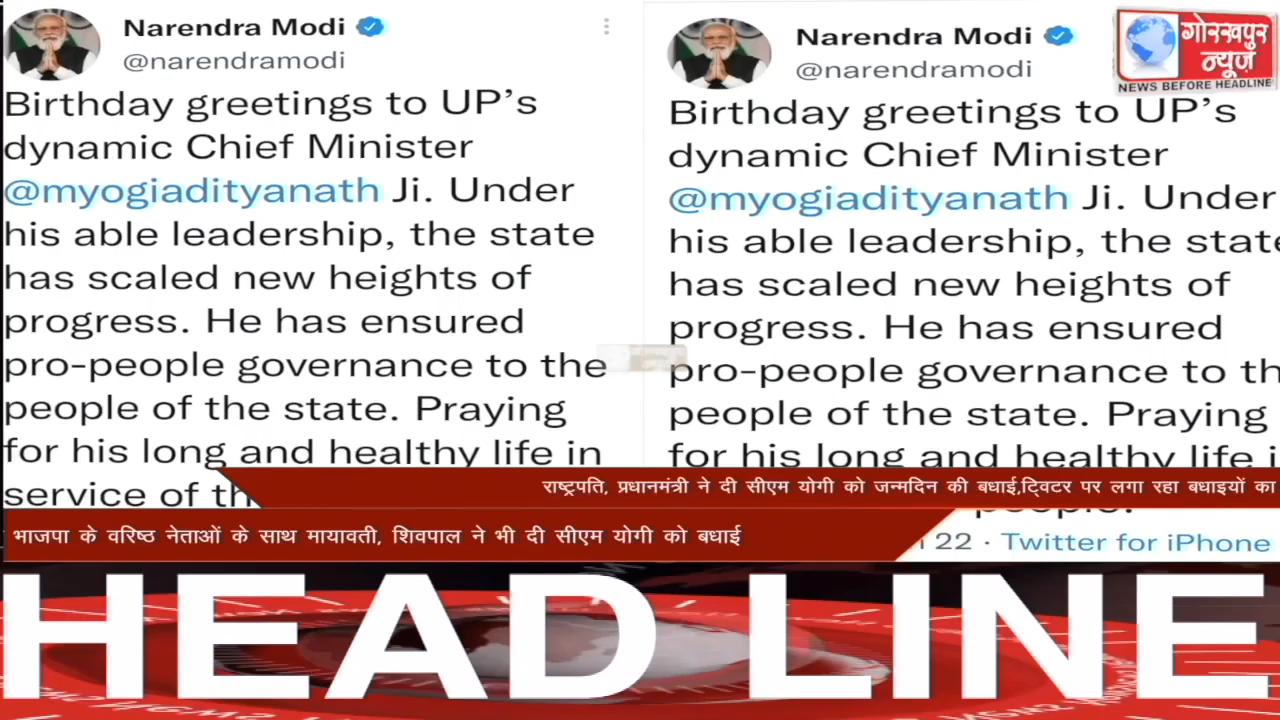 Narendra Modi
@narendramodi
Birthday greetings to UP's
dynamic Chief Minister
@myogiadityanath Ji. Under
his able leadership, the state
has scaled new heights of
progress. He has ensured
pro-people governance to the
people of the state. Praying
for his long and healthy life in
service of th
Narendra Modi
@narendramodi
Birthday greetings to UP's
dynamic Chief Minister
@myogiadityanath Ji. Under
his able leadership, the state
has scaled new heights of
progress. He has ensured
pro-people governance to th
people of the state. Praying
for his long and healthy life i
people.
22 · Twitter for iPhone
गोरखपुर
न्यूज़
NEWS BEFORE HEADLINE
राष्ट्रपति, प्रधानमंत्री ने दी सीएम योगी को जन्मदिन की बधाई,ट्विटर पर लगा रहा बधाइयों का
भाजपा के वरिष्ठ नेताओं के साथ मायावती, शिवपाल ने भी दी सीएम योगी को बधाई
HEAD LINE